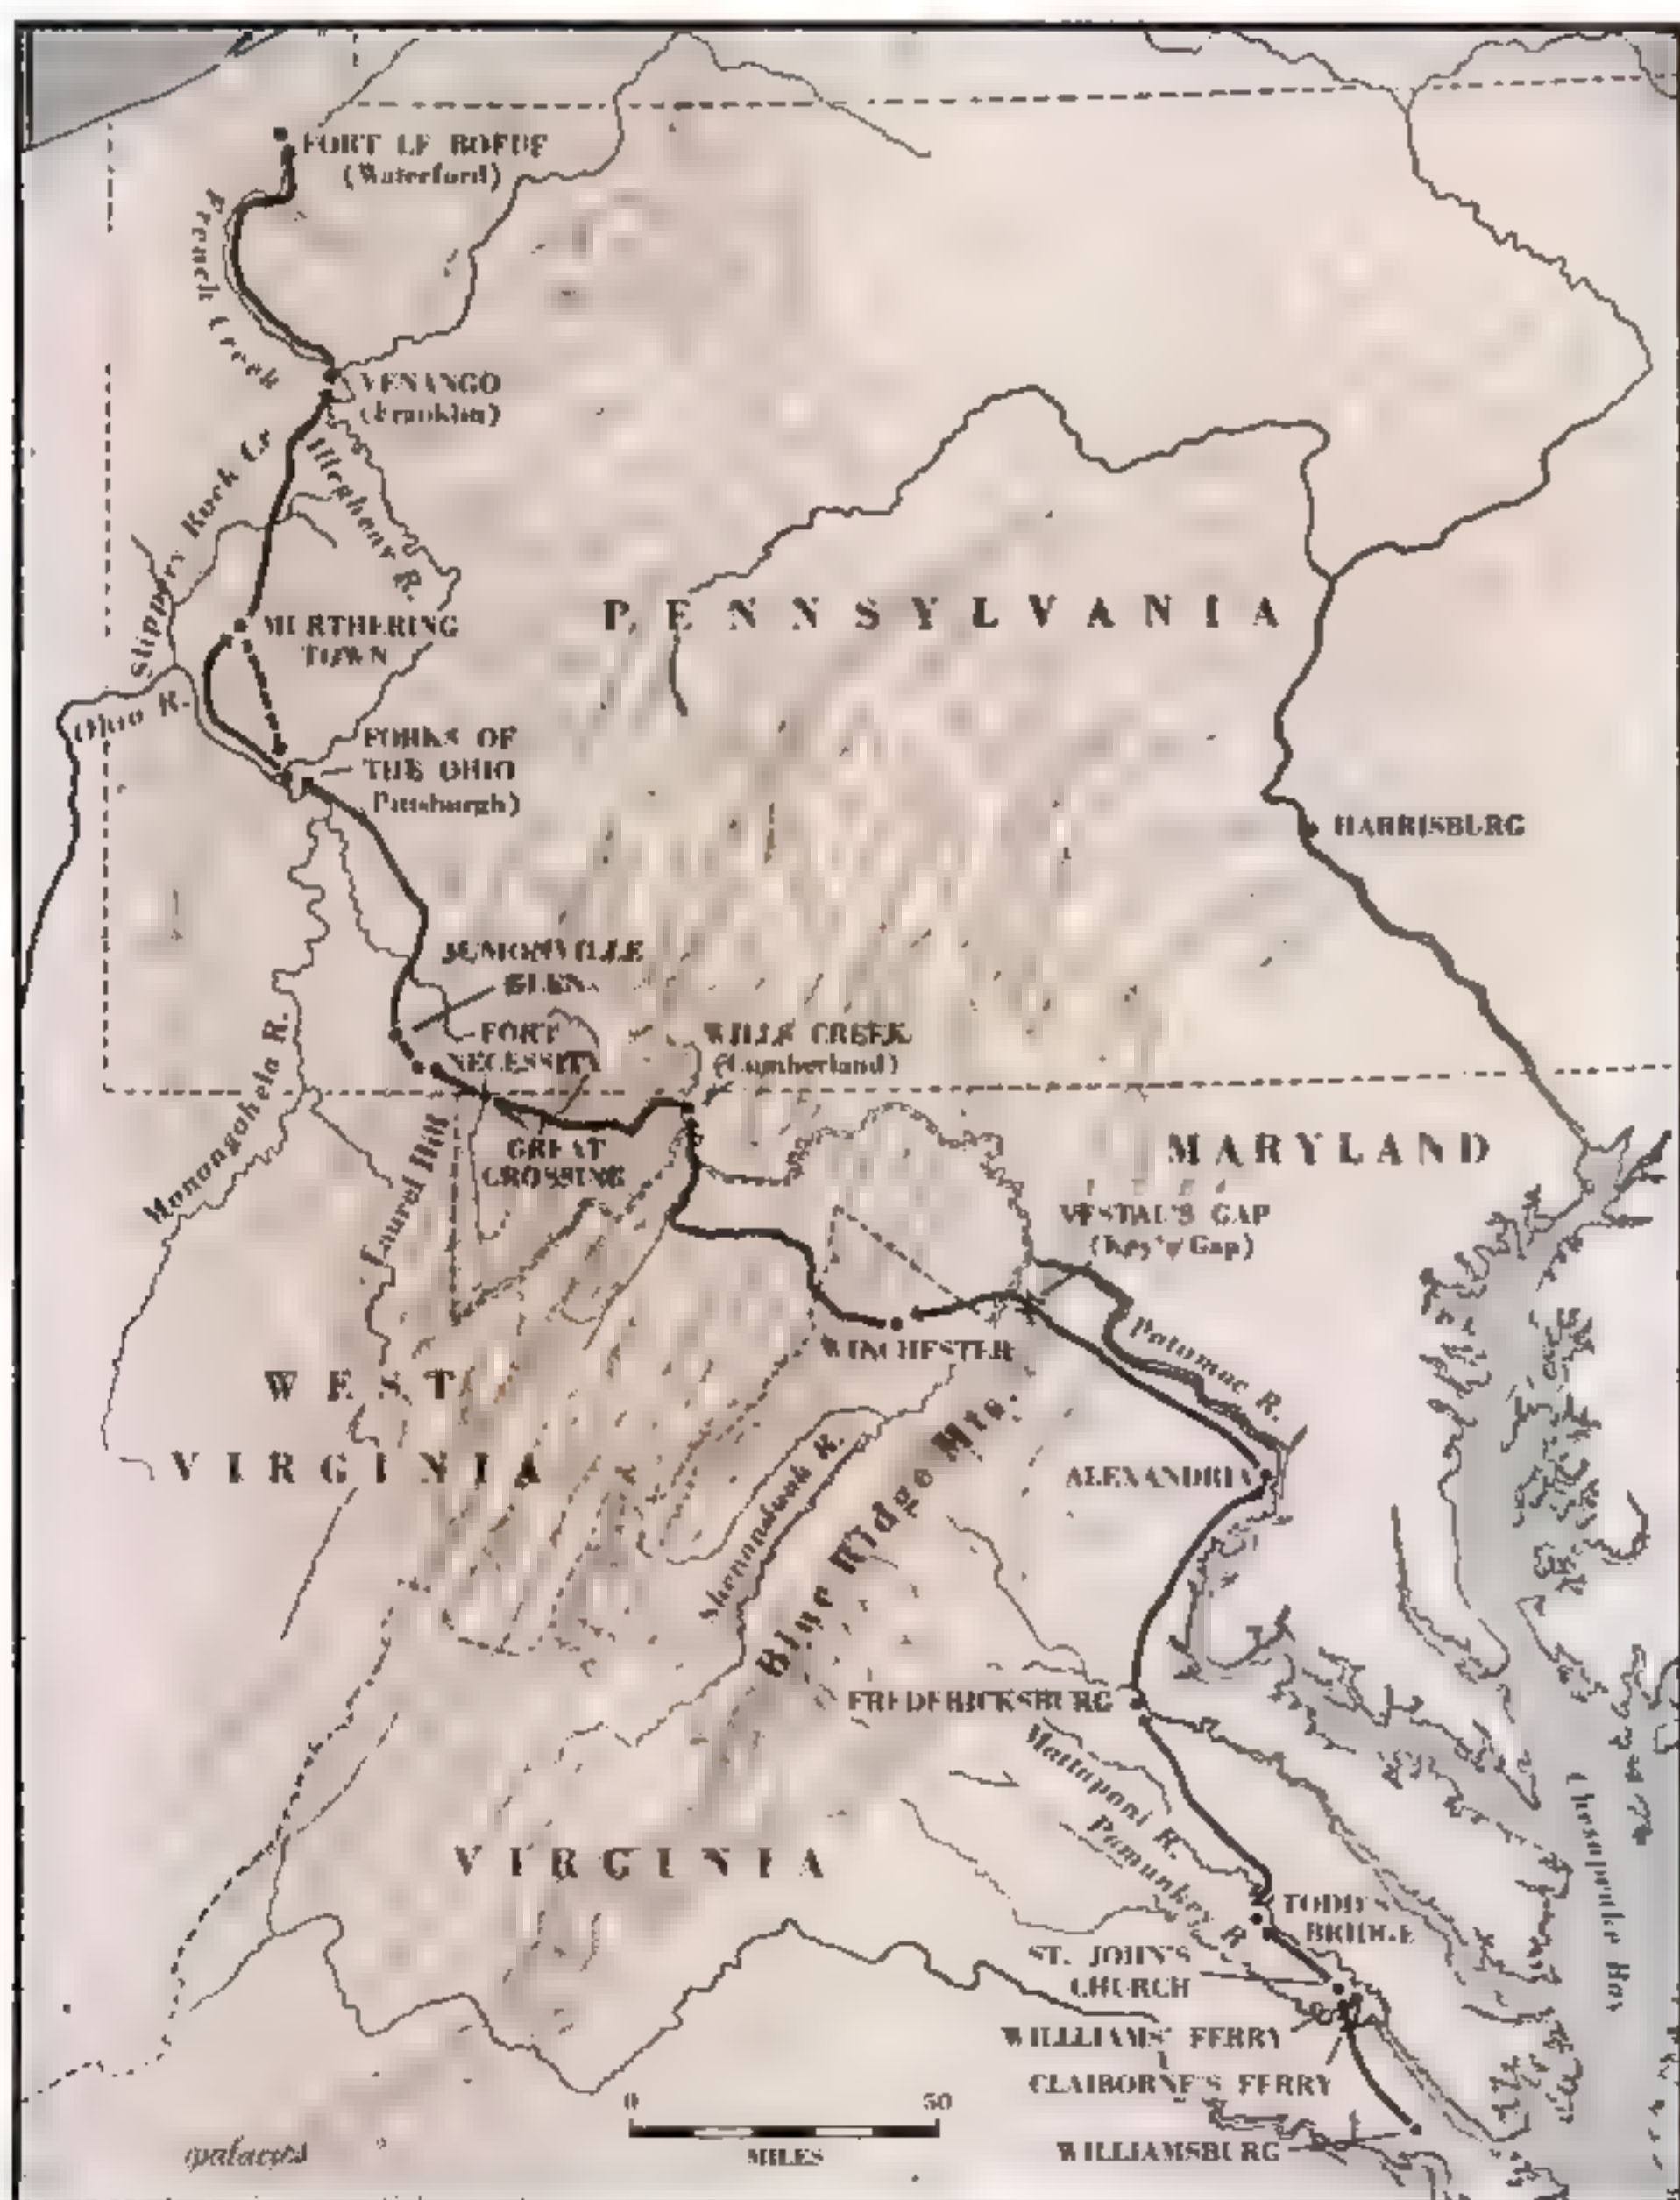 FORT LE BOEUF
(Waterford)
French Creek
VENANGO
(Franklin)
Slippery Rock Cr.
Allegheny R.
MURTHERING
TOWN
PENNSYLVANIA
Ohio R.
FORKS OF
THE OHIO
Pittsburgh)
HARRISBURG
JUMONVILLE
GLEN
FORT
NECESSITY
WILLS CREEK
(Cumberland)
Monongahela R.
Laurel Hill
GREAT
CROSSING
MARYLAND
VESTAL'S GAP
(Key's Gap)
WINCHESTER
Potomac R.
WEST
VIRGINIA
Shenandoah R.
Blue Ridge Mts.
ALEXANDRIA
FREDERICKSBURG
Mattaponi R.
Pamunkey R.
Chesapeake Bay
VIRGINIA
TODD'S
BRIDGE
ST. JOHN'S
CHURCH
WILLLIAMS' FERRY
CLAIBORNE'S FERRY
0 50
MILES
WILLIAMSBURG
palacios